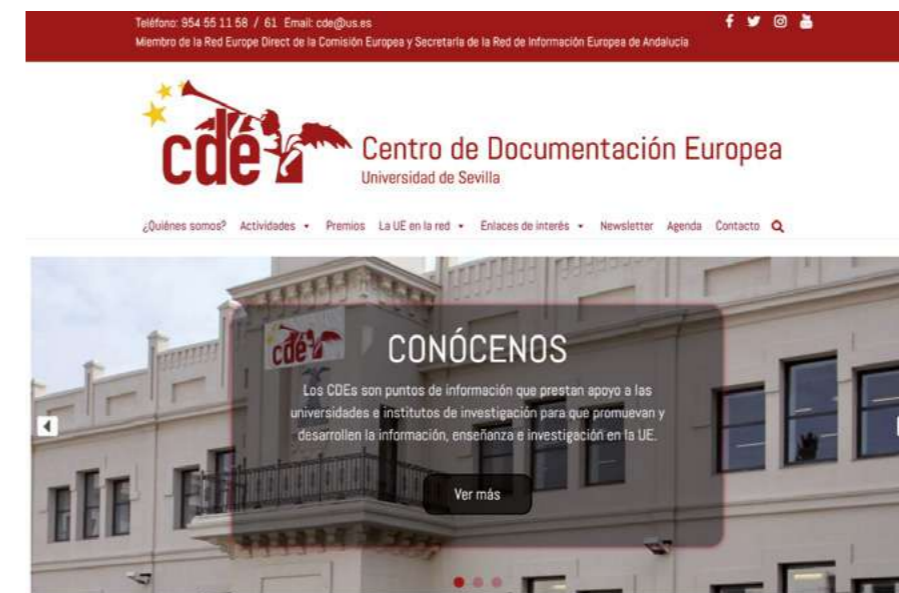 Teléfono: 954 55 11 58 / 61 Email: cde@us.es
Miembro de la Red Europe Direct de la Comisión Europea y Secretaría de la Red de Información Europea de Andalucía
cde
Centro de Documentación Europea
Universidad de Sevilla
¿Quiénes somos? Actividades Premios La UE en la red Enlaces de interés Newsletter Agenda Contacto
cde
CONÓCENOS
Los CDEs son puntos de información que prestan apoyo a las
universidades e institutos de investigación para que promuevan y
desarrollen la información, enseñanza e investigación en la UE.
Ver más